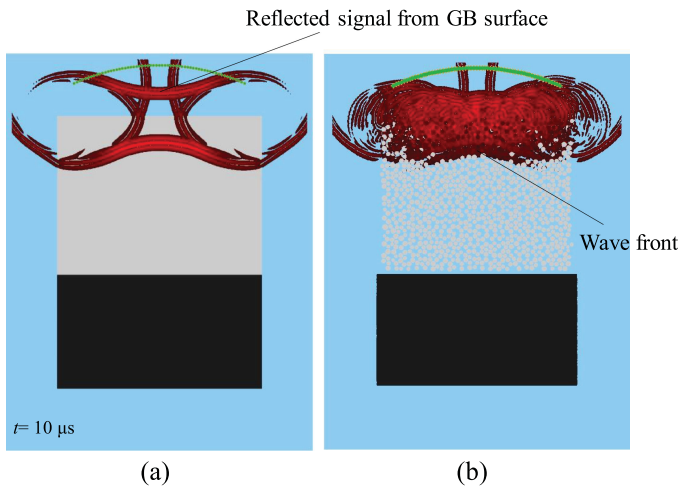 Reflected signal from GB surface
Wave front
t= 10 μs
(a)
(b)